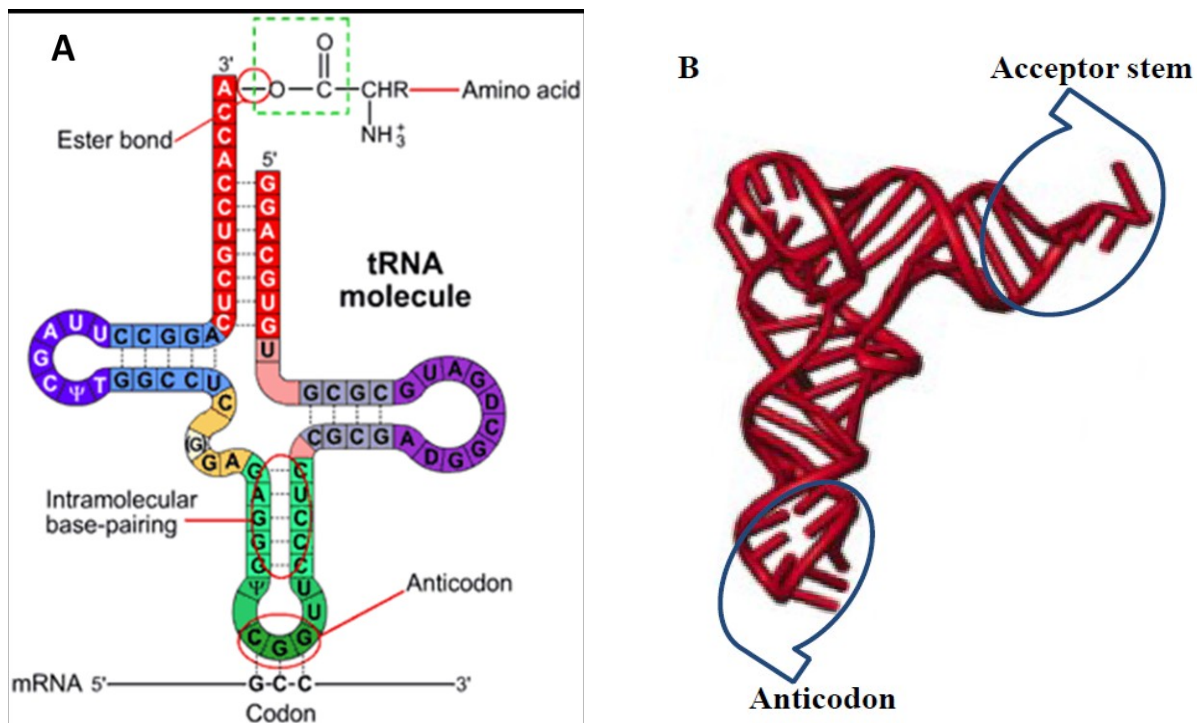 A
B
3'
O
A O C CHR Amino acid
NH3+
Ester bond
C
C
A
C
C
U
G
C
U
C
5'
G
G
A
C
G
U
G
U
tRNA
molecule
G A U U C C G G A
C Ψ T G G C C U
C
(G)
G A
G C G C G U A G D C
C G C G A D G G
Intramolecular
base-pairing
G
A
G
G
G
Ψ
C
U
C
C
C
U
U
C G G
Anticodon
mRNA 5' G-C-C 3'
Codon
Acceptor stem
Anticodon